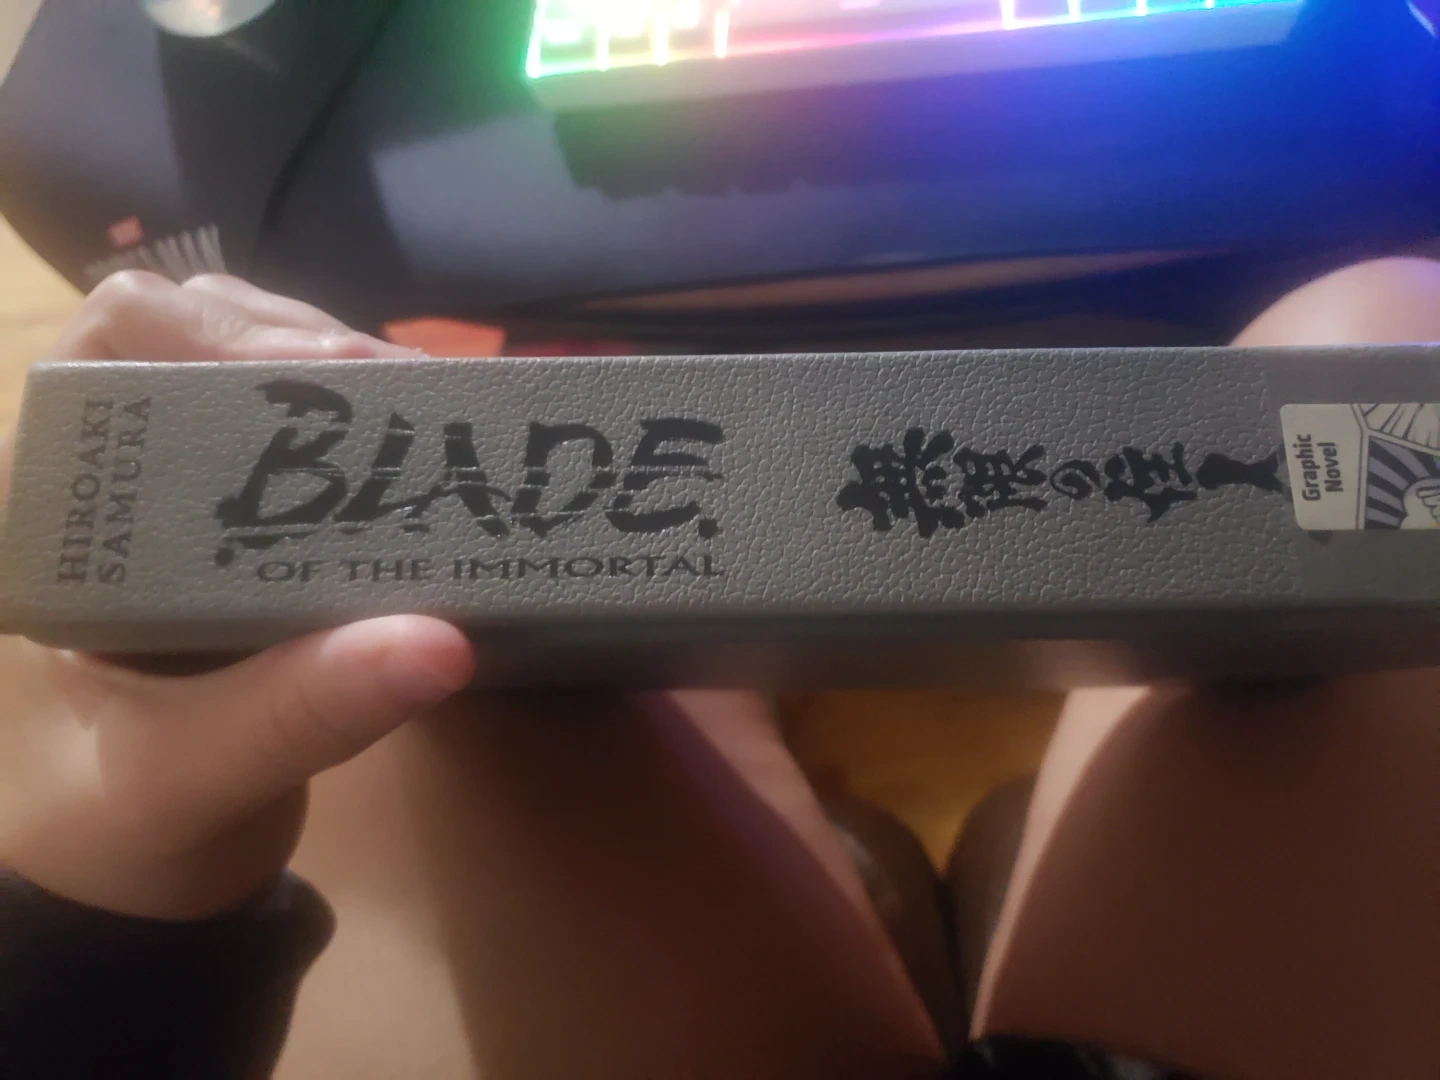 HIROAKI
SAMURA
BLADE
OF THE IMMORTAL
無限の住人
Graphic
Novel